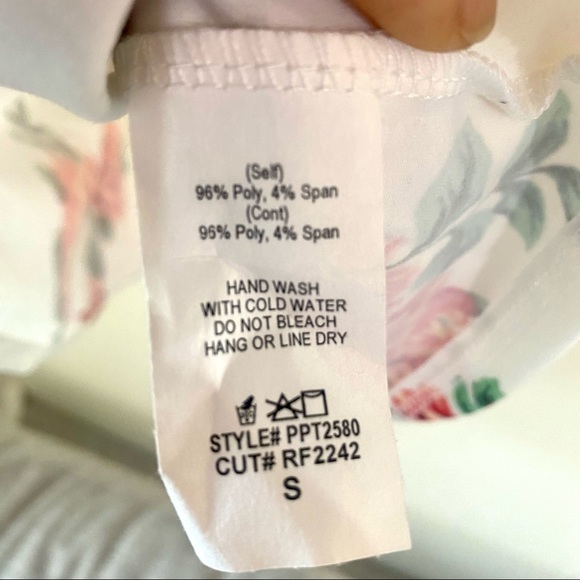 (Self)
96% Poly, 4% Span
(Cont)
96% Poly, 4% Span
HAND WASH
WITH COLD WATER
DO NOT BLEACH
HANG OR LINE DRY
STYLE# PPT2580
CUT# RF2242
S